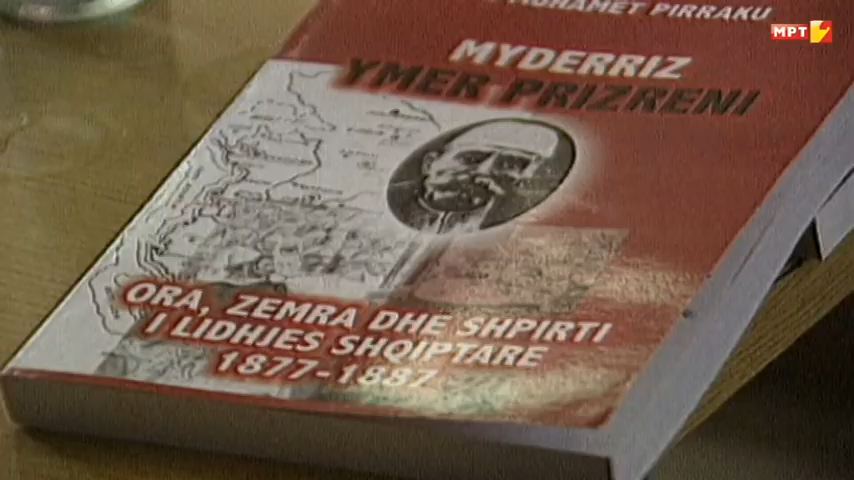 MUHAMET PIRRAKU
МРТ
MYDERRIZ
YMER PRIZRENI
ORA, ZEMRA DHE SHPIRTI
I LIDHJES SHQIPTARE
1877-1887